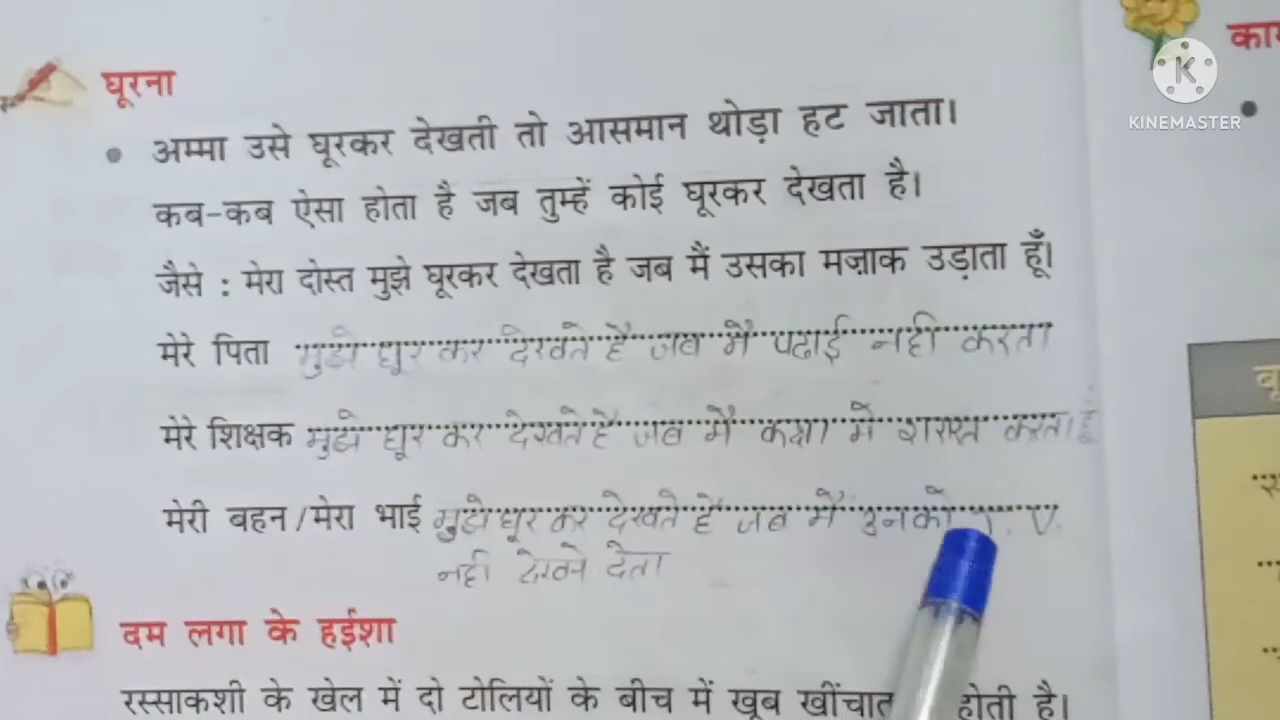 घूरना
काम
KINEMASTER
• अम्मा उसे घूरकर देखती तो आसमान थोड़ा हट जाता।
कब-कब ऐसा होता है जब तुम्हें कोई घूरकर देखता है।
जैसे : मेरा दोस्त मुझे घूरकर देखता है जब मैं उसका मज़ाक उड़ाता हूँ।
मेरे पिता मुझे घूर कर देखते है जब मै पढाई नही करता
मेरे शिक्षक मुझे घूर कर देखते है जब मै कक्षा मे शरारत करता हूँ
मेरी बहन/मेरा भाई मुझे घूर कर देखते है जब मैं उनको T.V.
नही देखने देता
दम लगा के हईशा
रस्साकशी के खेल में दो टोलियों के बीच में खूब होती है।